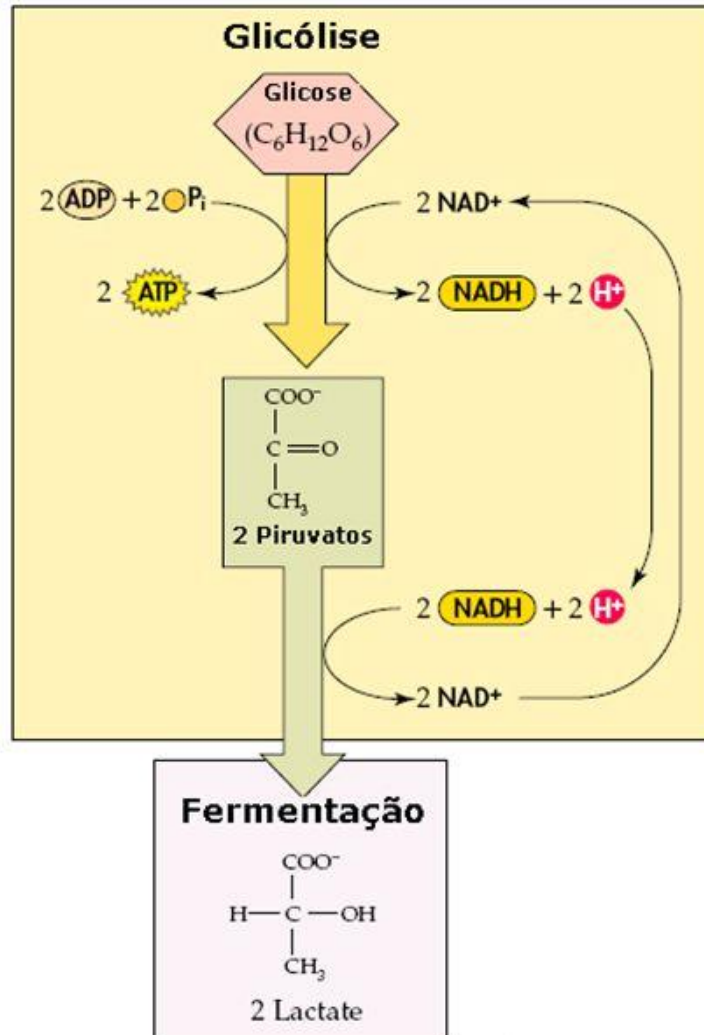 Glicólise
Glicose
(C₆H₁₂O₆)
2 ADP + 2 Pᵢ
2 NAD+
2 ATP
2 NADH + 2 H+
COO⁻
C=O
CH₃
2 Piruvatos
2 NADH + 2 H+
2 NAD+
Fermentação
COO⁻
H—C—OH
CH₃
2 Lactate